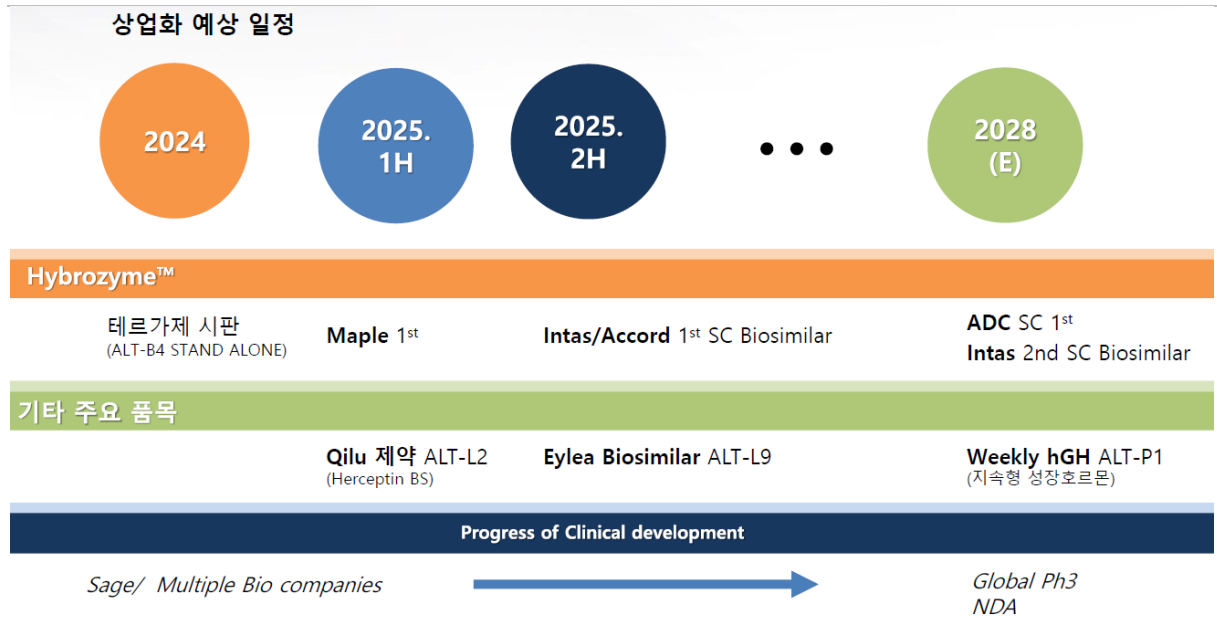 상업화 예상 일정
2024
2025.
1H
2025.
2H
• • •
2028
(E)
Hybrozyme™
테르가제 시판
(ALT-B4 STAND ALONE)
Maple 1st
Intas/Accord 1st SC Biosimilar
ADC SC 1st
Intas 2nd SC Biosimilar
기타 주요 품목
Qilu 제약 ALT-L2
(Herceptin BS)
Eylea Biosimilar ALT-L9
Weekly hGH ALT-P1
(지속형 성장호르몬)
Progress of Clinical development
Sage/ Multiple Bio companies
Global Ph3
NDA